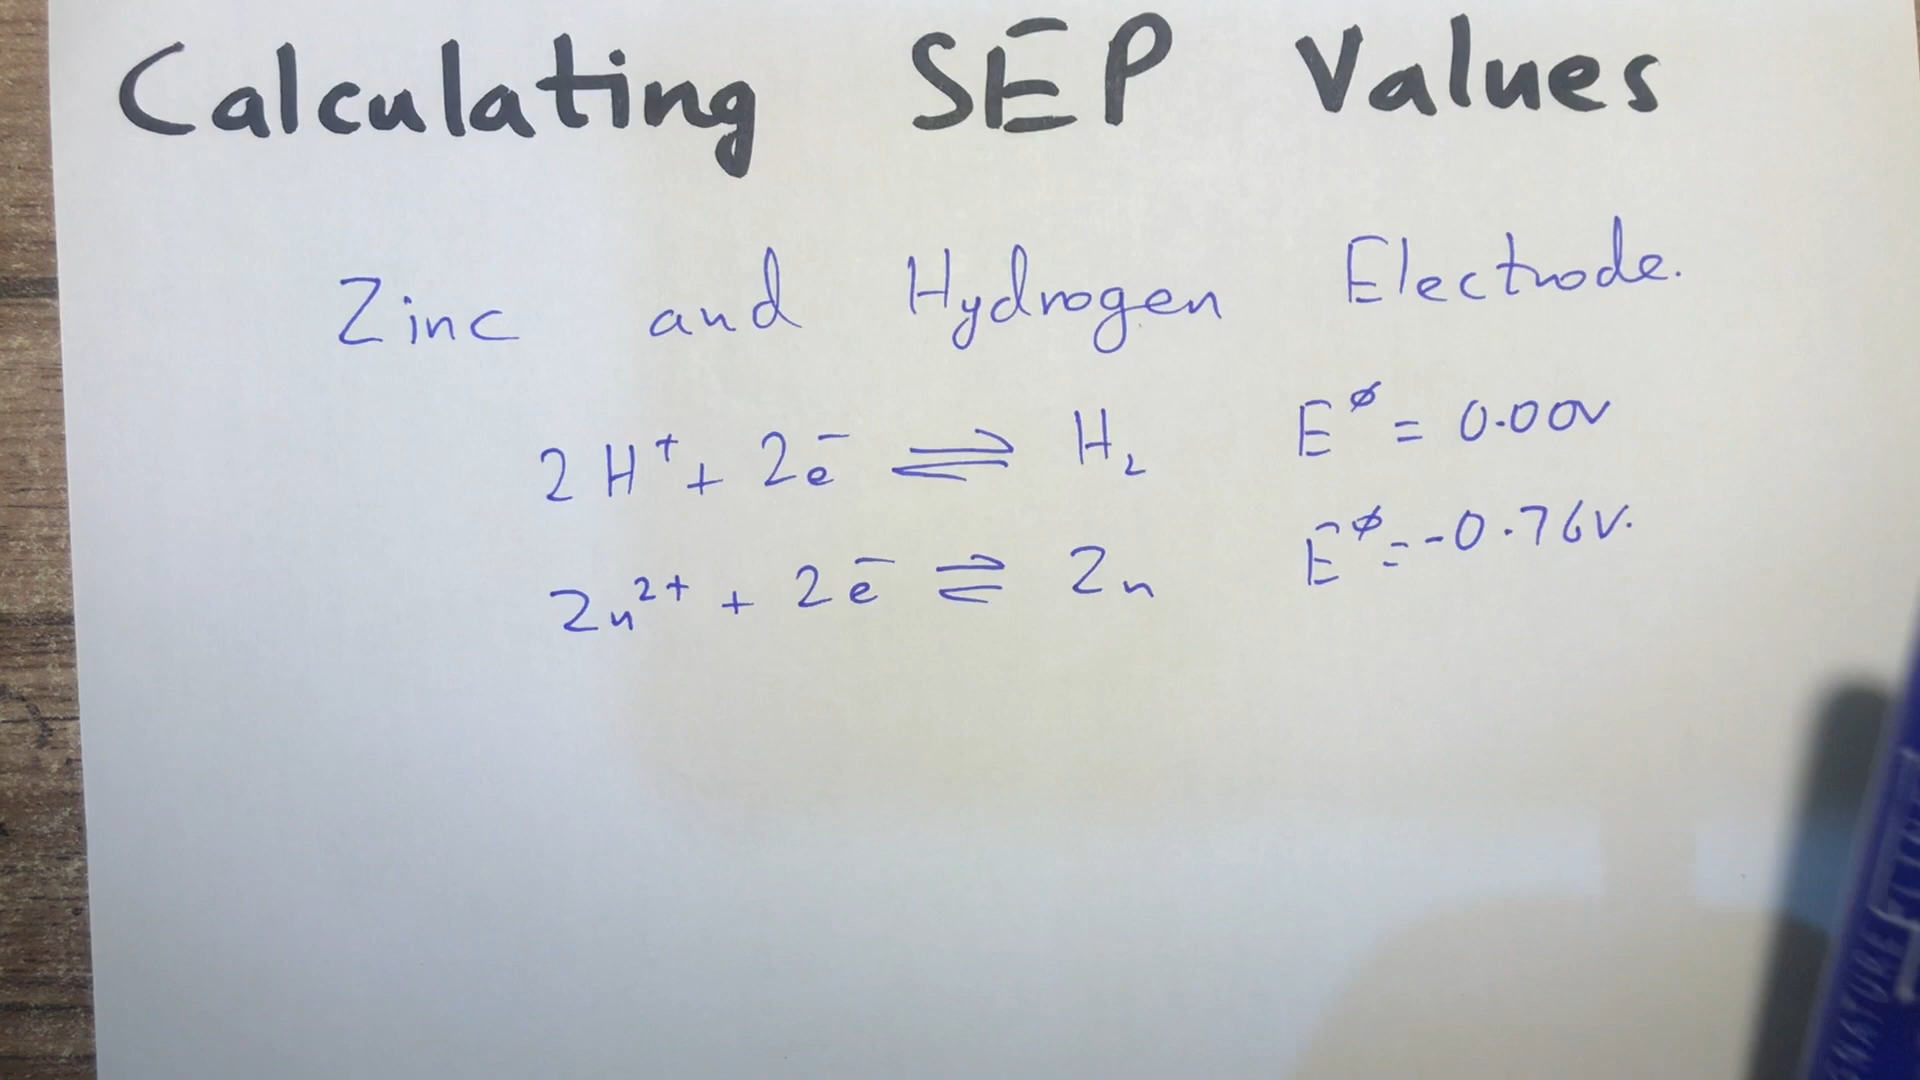 Calculating SEP Values
Zinc and Hydrogen Electrode.
2H⁺ + 2e⁻ ⇌ H₂ E⌀ = 0.00V
Zn²⁺ + 2e⁻ ⇌ Zn E⌀ = -0.76V.